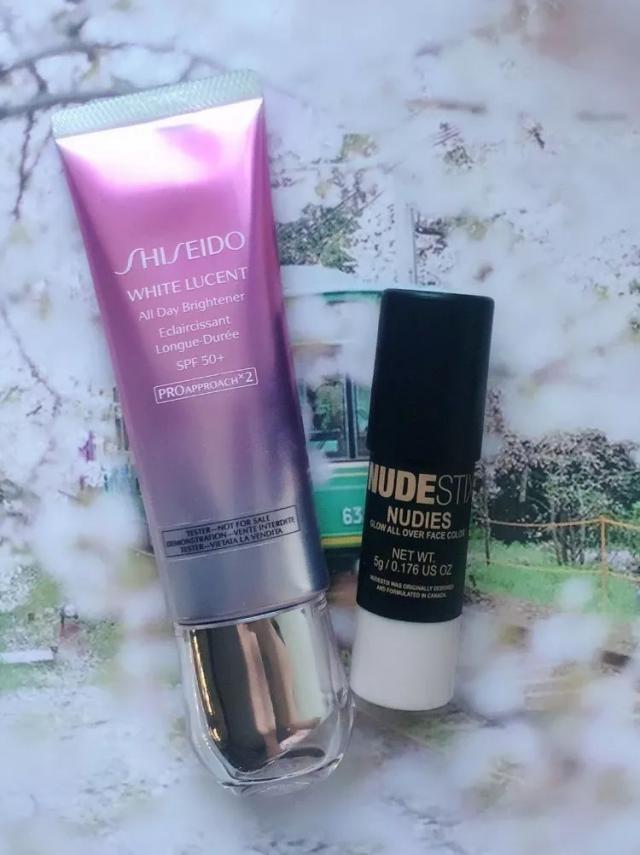 SHISEIDO
WHITE LUCENT
All Day Brightener
Eclaircissant
Longue-Durée
SPF 50+
PROAPPROACH×2
TESTER—NOT FOR SALE
DEMONSTRATION—VENTE INTERDITE
TESTER—VIETATA LA VENDITA
63
NUDESTIX
NUDIES
GLOW ALL OVER FACE COLOR
NET WT.
5g / 0.176 US OZ
NUDESTIX WAS ORIGINALLY DESIGNED
AND FORMULATED IN CANADA.